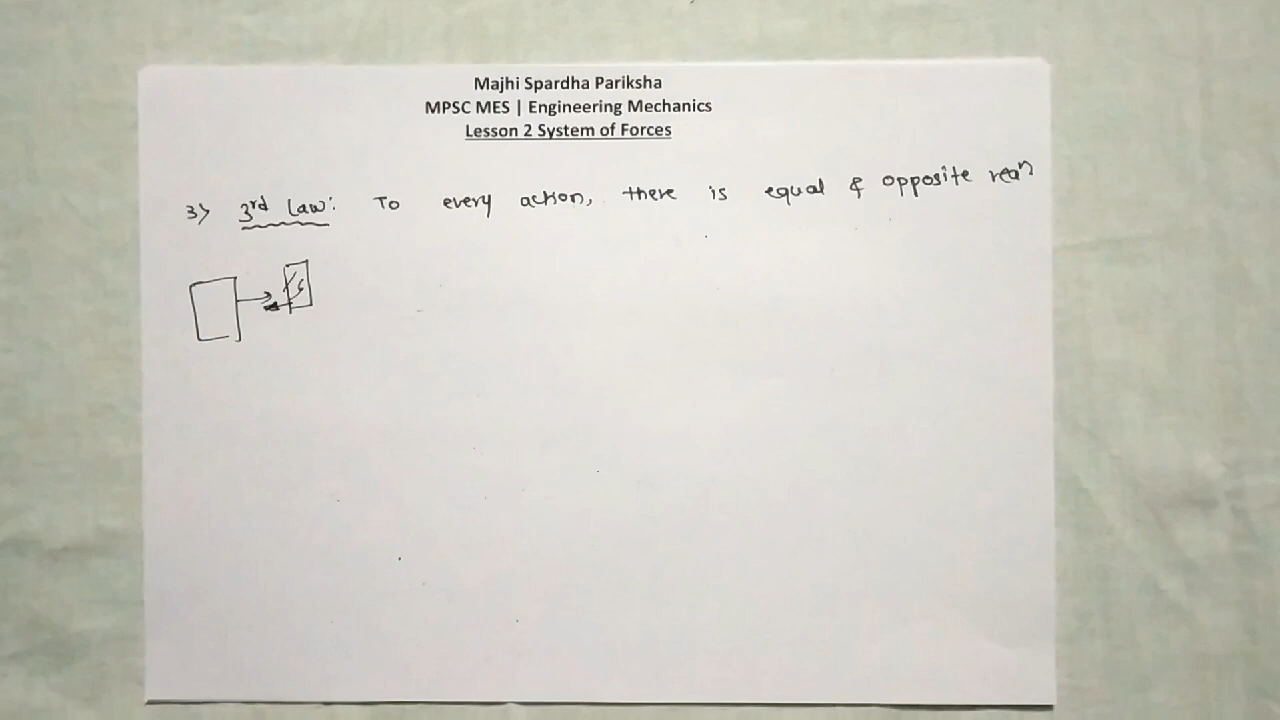 Majhi Spardha Pariksha
MPSC MES | Engineering Mechanics
Lesson 2 System of Forces
3) 3rd Law: To every action, there is equal & opposite reaⁿ